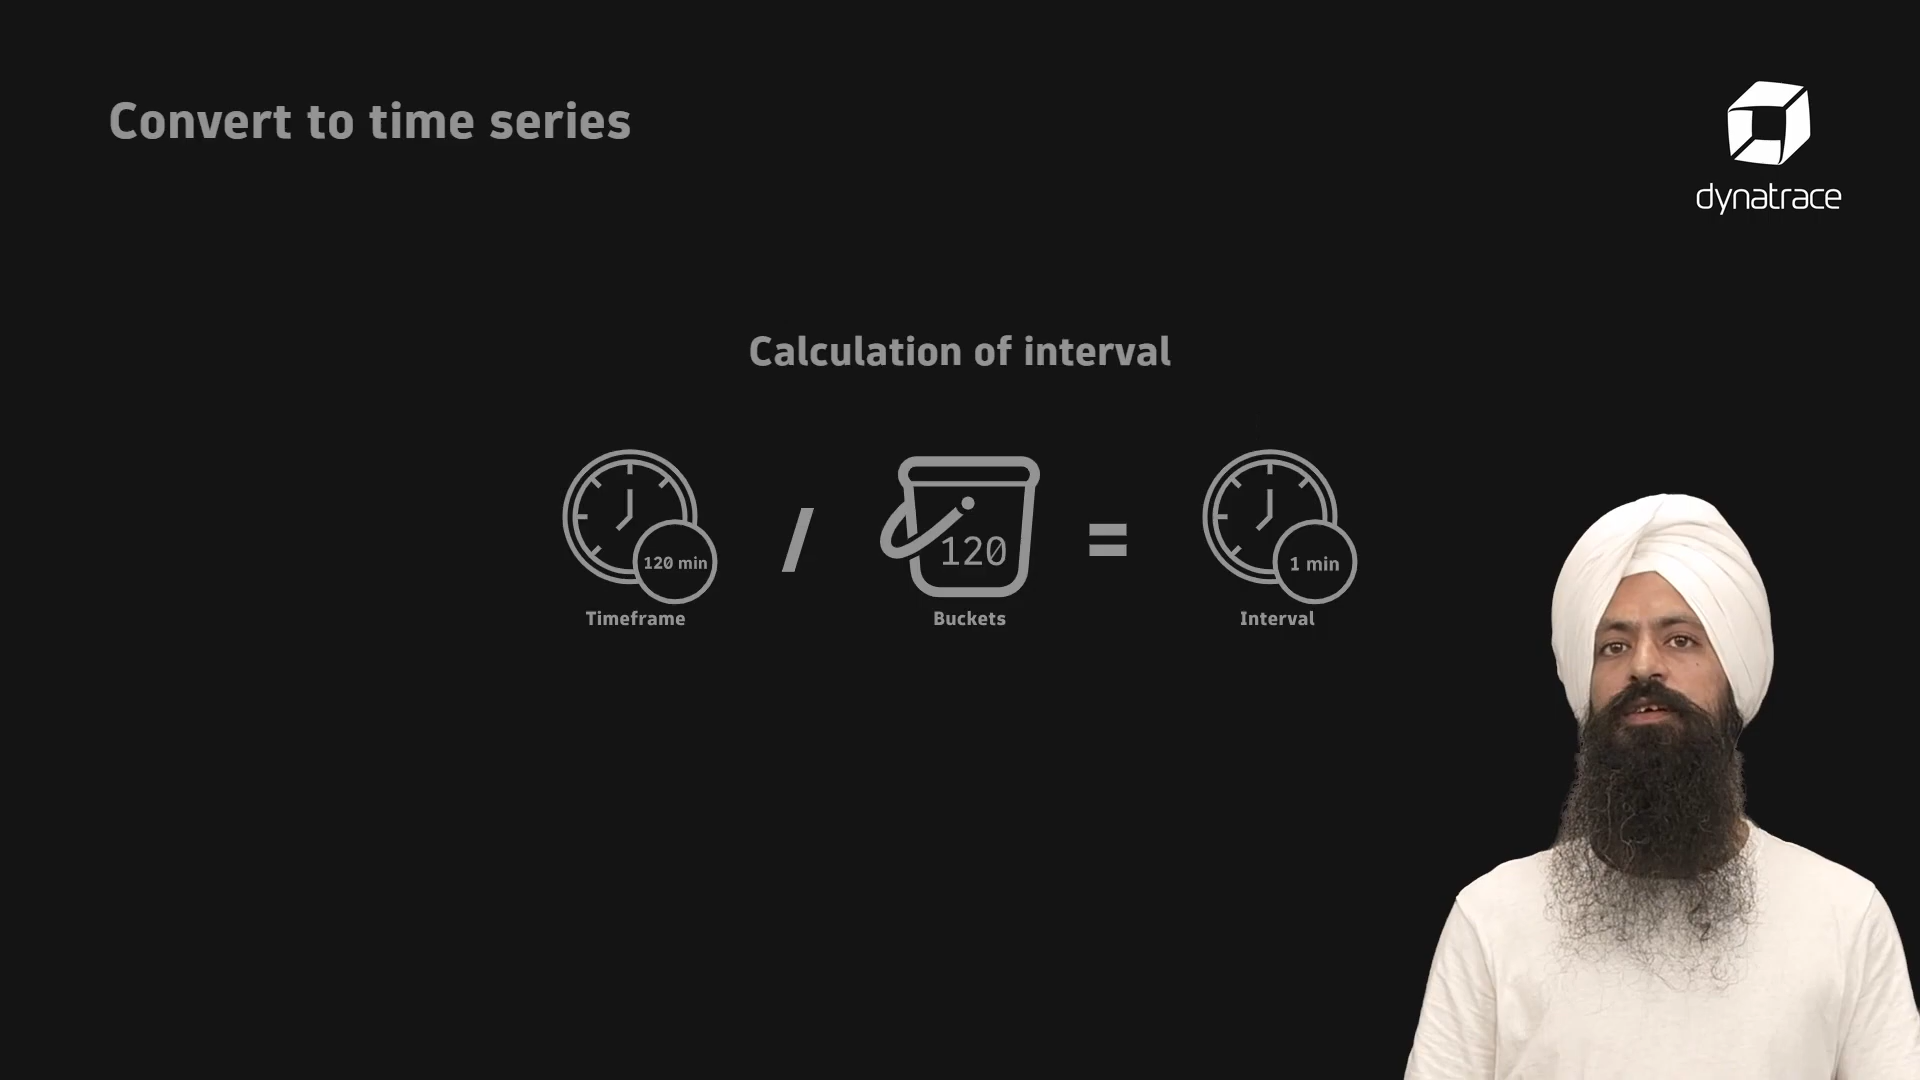 Convert to time series
dynatrace
Calculation of interval
120 min / 120 = 1 min
Timeframe Buckets Interval